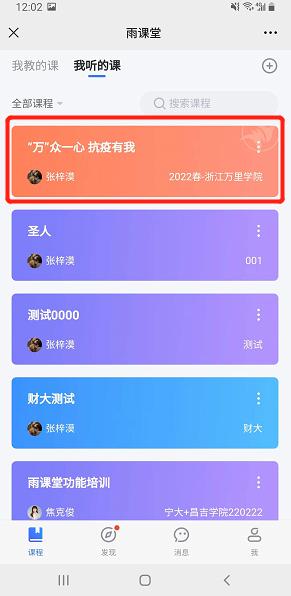 12:02
雨课堂
我教的课 我听的课
全部课程 搜索课程
“万”众一心 抗疫有我
张梓漠 2022春-浙江万里学院
圣人
张梓漠 001
测试0000
张梓漠 测试
财大测试
张梓漠 财大
雨课堂功能培训
焦克俊 宁大+昌吉学院220222
课程 发现 消息 我